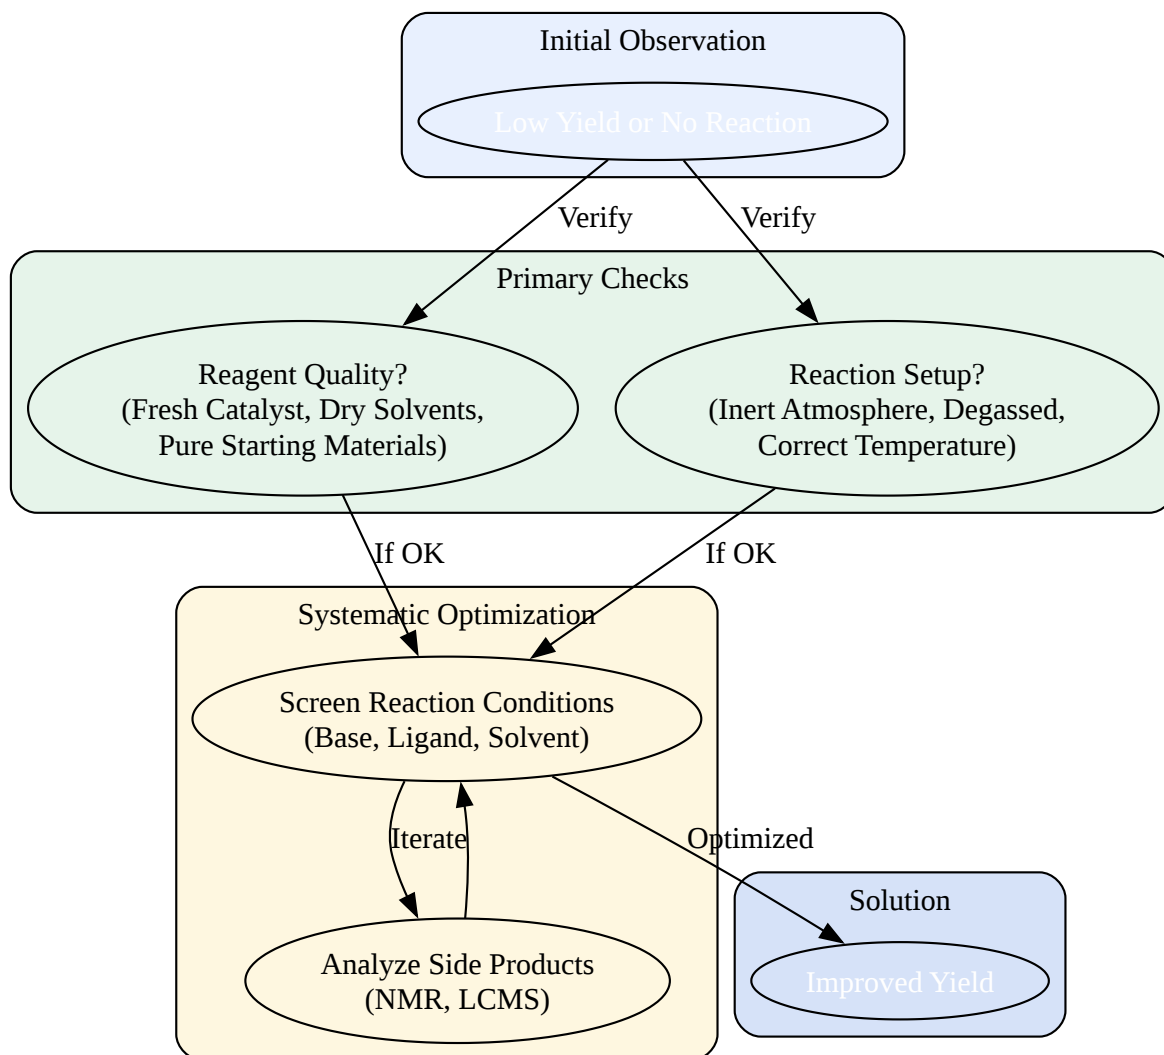 Initial Observation
Low Yield or No Reaction
Verify
Verify
Primary Checks
Reagent Quality?
(Fresh Catalyst, Dry Solvents,
Pure Starting Materials)
Reaction Setup?
(Inert Atmosphere, Degassed,
Correct Temperature)
If OK
If OK
Systematic Optimization
Screen Reaction Conditions
(Base, Ligand, Solvent)
Iterate
Optimized
Analyze Side Products
(NMR, LCMS)
Solution
Improved Yield